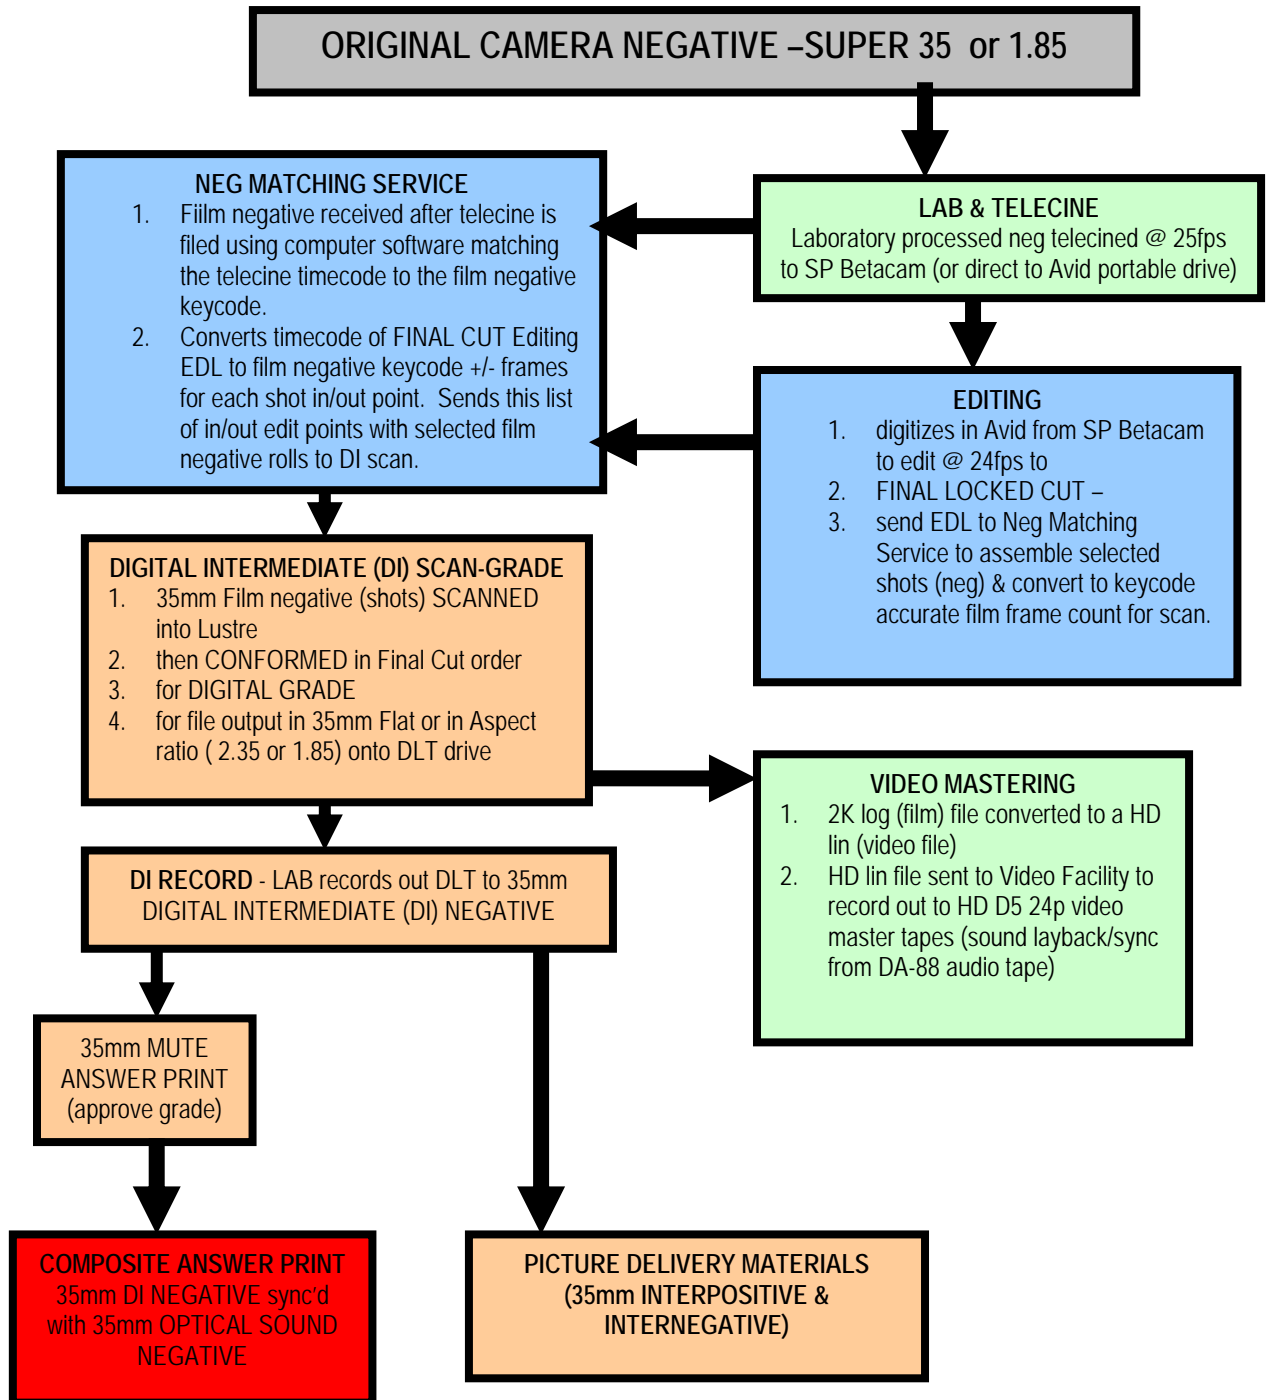 ORIGINAL CAMERA NEGATIVE –SUPER 35  or 1.85
NEG MATCHING SERVICE
1. Fiilm negative received after telecine is
filed using computer software matching
the telecine timecode to the film negative
keycode.
2. Converts timecode of FINAL CUT Editing
EDL to film negative keycode +/- frames
for each shot in/out point.  Sends this list
of in/out edit points with selected film
negative rolls to DI scan.
LAB & TELECINE
Laboratory processed neg telecined @ 25fps
to SP Betacam (or direct to Avid portable drive)
EDITING
1. digitizes in Avid from SP Betacam
to edit @ 24fps to
2. FINAL LOCKED CUT –
3. send EDL to Neg Matching
Service to assemble selected
shots (neg) & convert to keycode
accurate film frame count for scan.
DIGITAL INTERMEDIATE (DI) SCAN-GRADE
1. 35mm Film negative (shots) SCANNED
into Lustre
2. then CONFORMED in Final Cut order
3. for DIGITAL GRADE
4. for file output in 35mm Flat or in Aspect
ratio ( 2.35 or 1.85) onto DLT drive
VIDEO MASTERING
1. 2K log (film) file converted to a HD
lin (video file)
2. HD lin file sent to Video Facility to
record out to HD D5 24p video
master tapes (sound layback/sync
from DA-88 audio tape)
DI RECORD - LAB records out DLT to 35mm
DIGITAL INTERMEDIATE (DI) NEGATIVE
35mm MUTE
ANSWER PRINT
(approve grade)
COMPOSITE ANSWER PRINT
35mm DI NEGATIVE sync'd
with 35mm OPTICAL SOUND
NEGATIVE
PICTURE DELIVERY MATERIALS
(35mm INTERPOSITIVE &
INTERNEGATIVE)